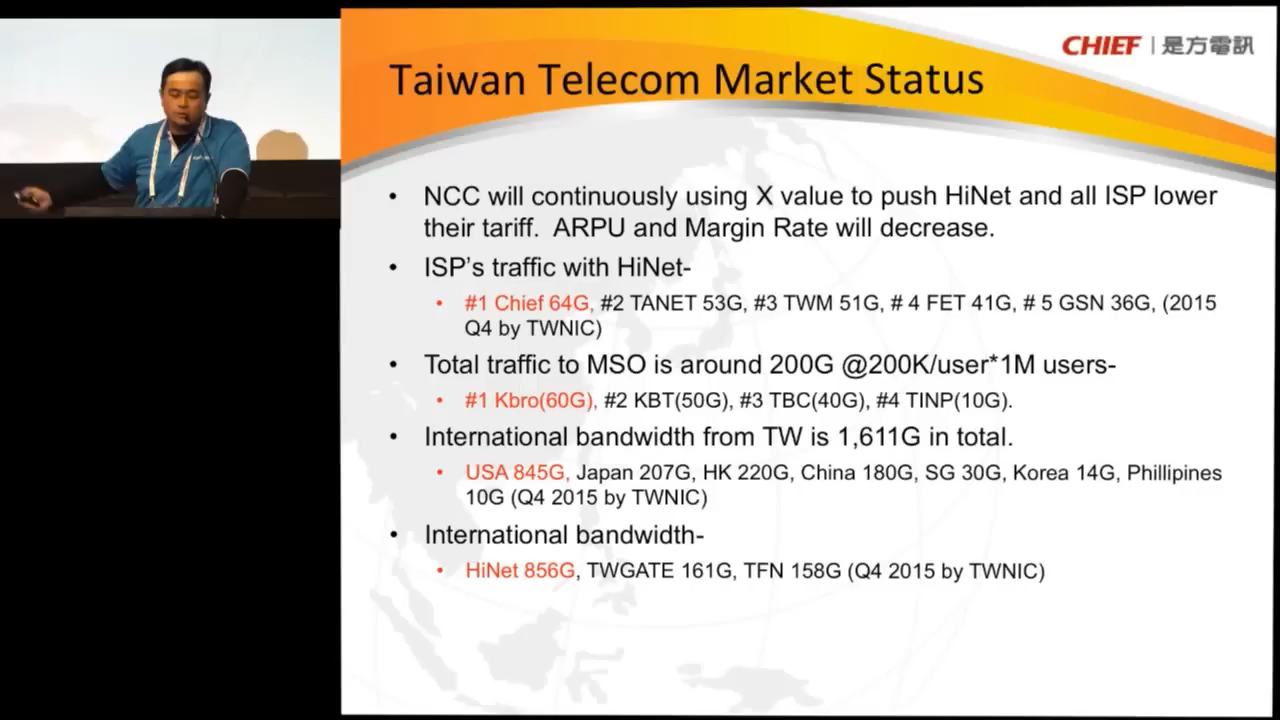 CHIEF 是方電訊
Taiwan Telecom Market Status
• NCC will continuously using X value to push HiNet and all ISP lower
their tariff. ARPU and Margin Rate will decrease.
• ISP's traffic with HiNet-
• #1 Chief 64G, #2 TANET 53G, #3 TWM 51G, # 4 FET 41G, # 5 GSN 36G, (2015
Q4 by TWNIC)
• Total traffic to MSO is around 200G @200K/user*1M users-
• #1 Kbro(60G), #2 KBT(50G), #3 TBC(40G), #4 TINP(10G).
• International bandwidth from TW is 1,611G in total.
• USA 845G, Japan 207G, HK 220G, China 180G, SG 30G, Korea 14G, Phillipines
10G (Q4 2015 by TWNIC)
• International bandwidth-
• HiNet 856G, TWGATE 161G, TFN 158G (Q4 2015 by TWNIC)